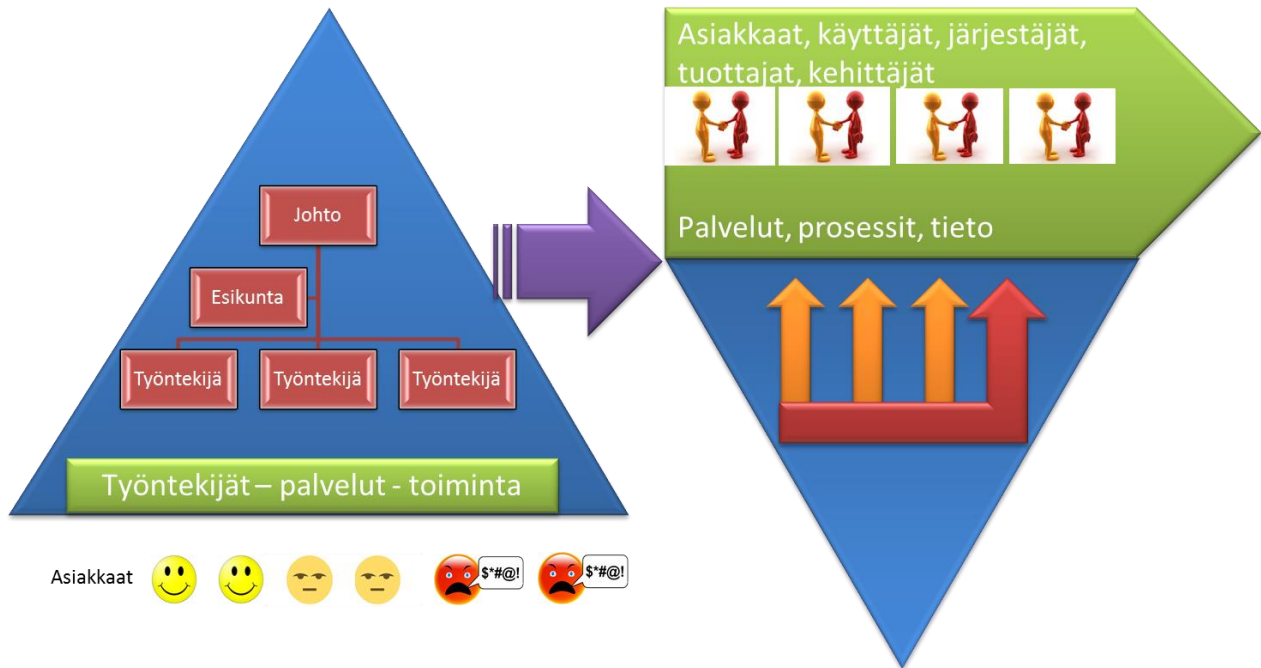 Johto
Esikunta
Työntekijä
Työntekijä
Työntekijä
Työntekijät – palvelut - toiminta
Asiakkaat
$*#@!
$*#@!
Asiakkaat, käyttäjät, järjestäjät,
tuottajat, kehittäjät
Palvelut, prosessit, tieto